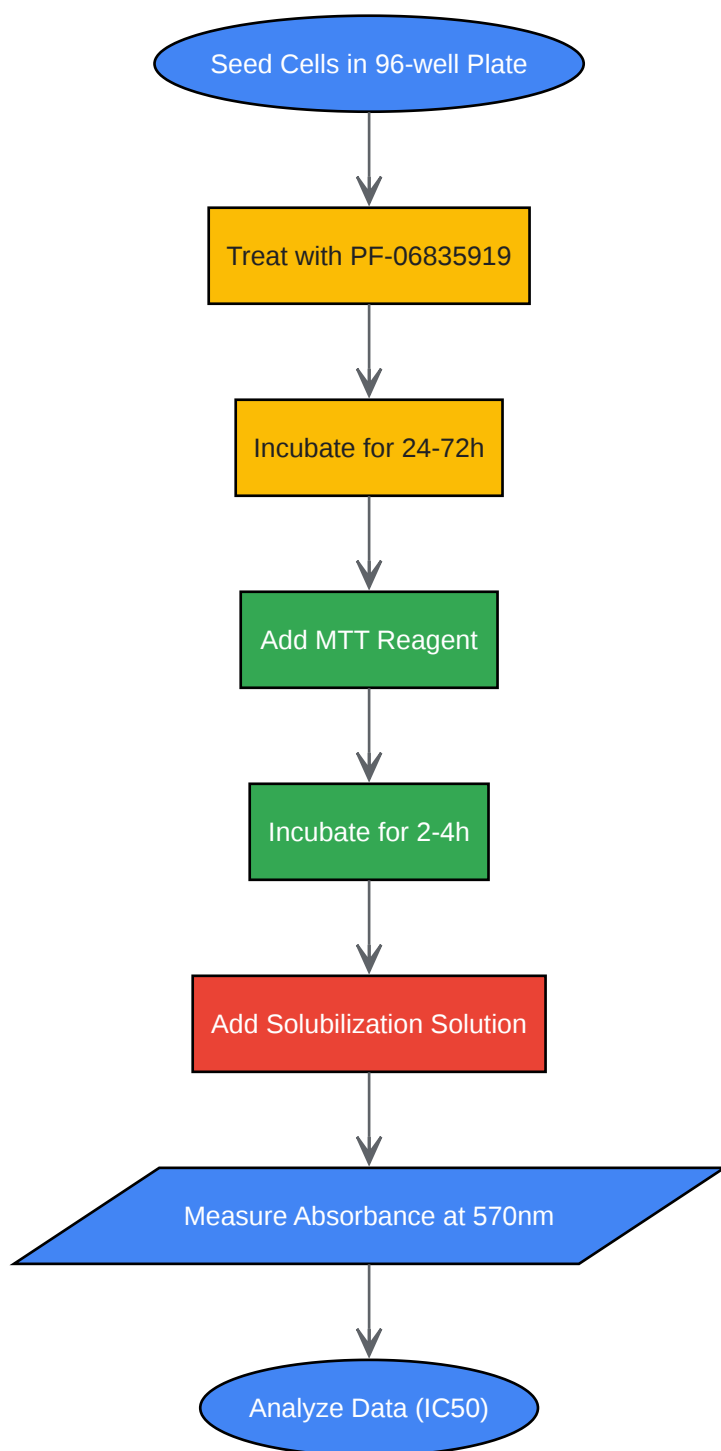 Seed Cells in 96-well Plate
Treat with PF-06835919
Incubate for 24-72h
Add MTT Reagent
Incubate for 2-4h
Add Solubilization Solution
Measure Absorbance at 570nm
Analyze Data (IC50)